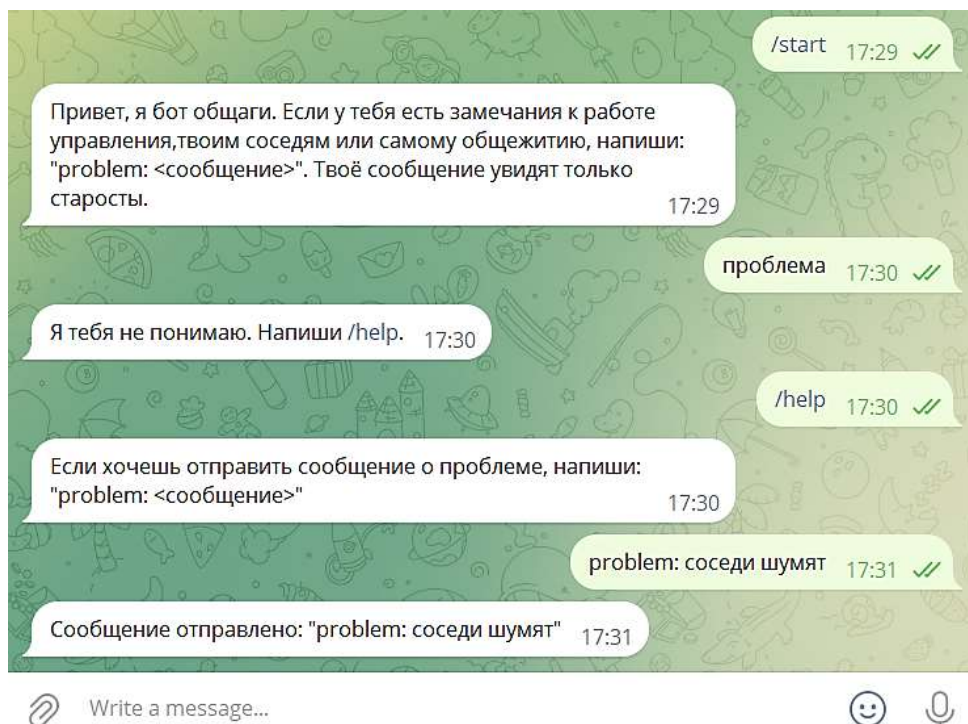 /start 17:29
Привет, я бот общаги. Если у тебя есть замечания к работе
управления,твоим соседям или самому общежитию, напиши:
"problem: <сообщение>". Твоё сообщение увидят только
старосты.
17:29
проблема 17:30
Я тебя не понимаю. Напиши /help. 17:30
/help 17:30
Если хочешь отправить сообщение о проблеме, напиши:
"problem: <сообщение>"
17:30
problem: соседи шумят 17:31
Сообщение отправлено: "problem: соседи шумят" 17:31
Write a message...